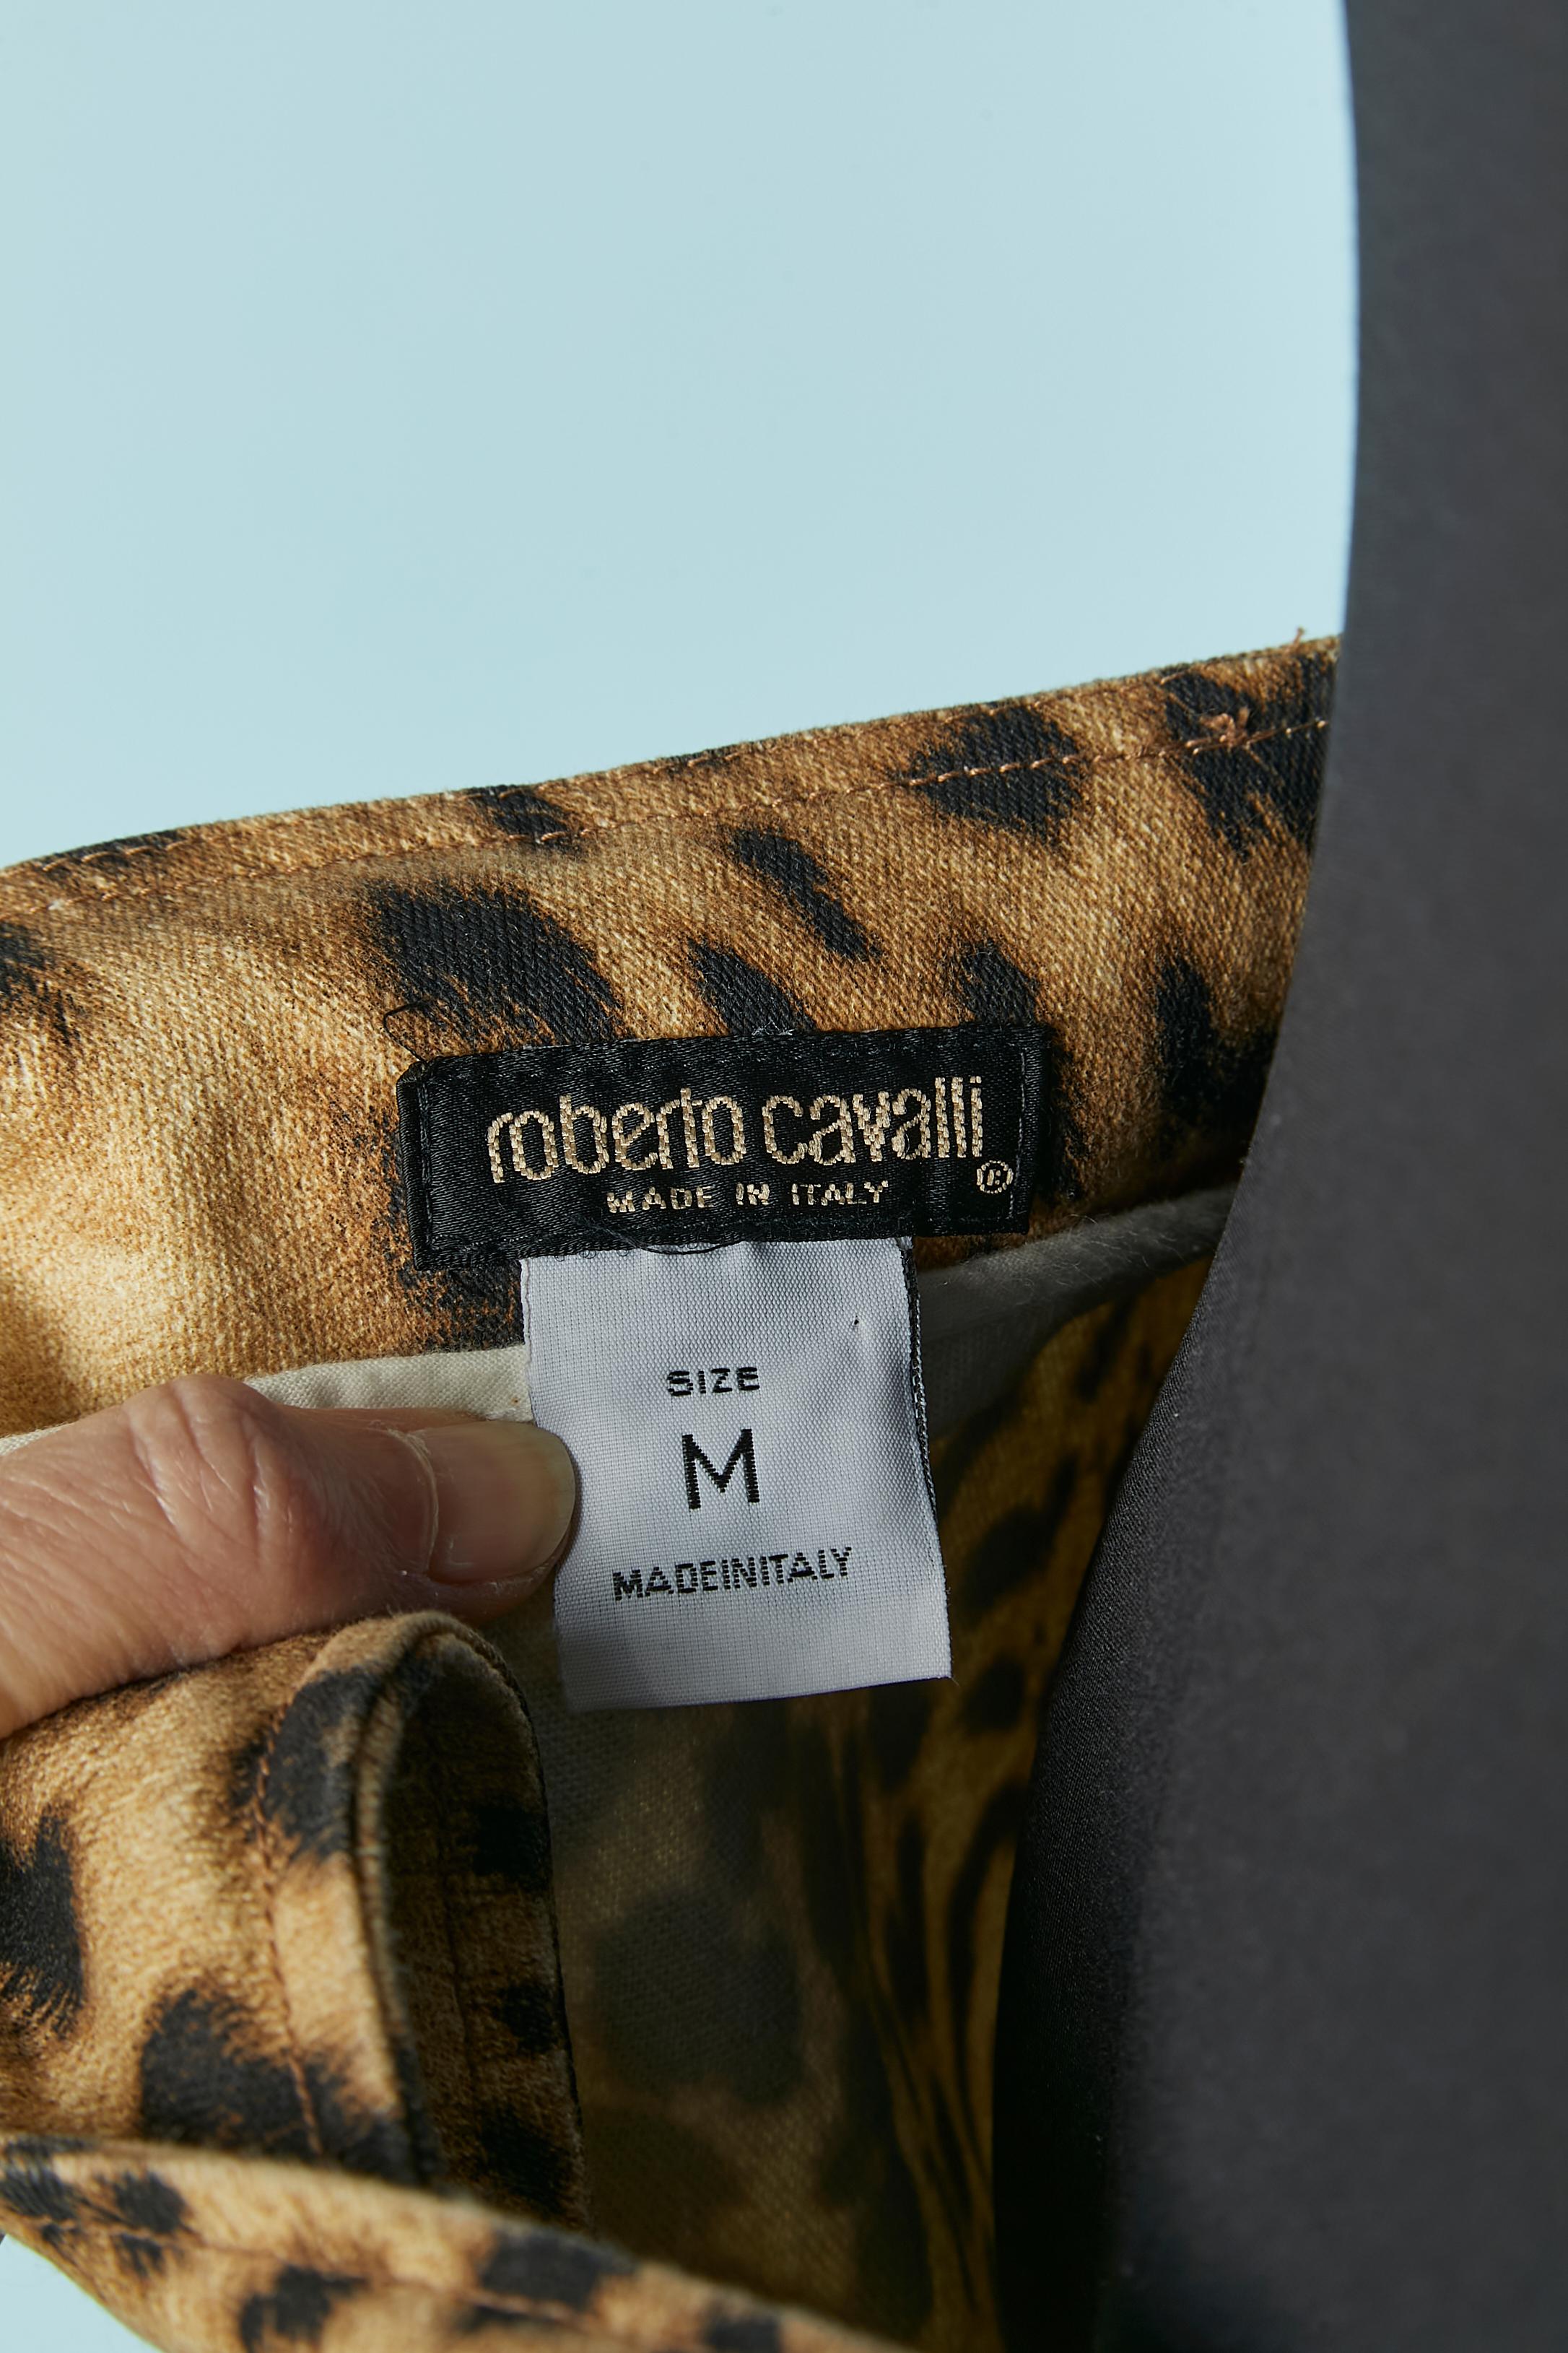 roberto cavalli
®
MADE IN ITALY
SIZE
M
MADEINITALY